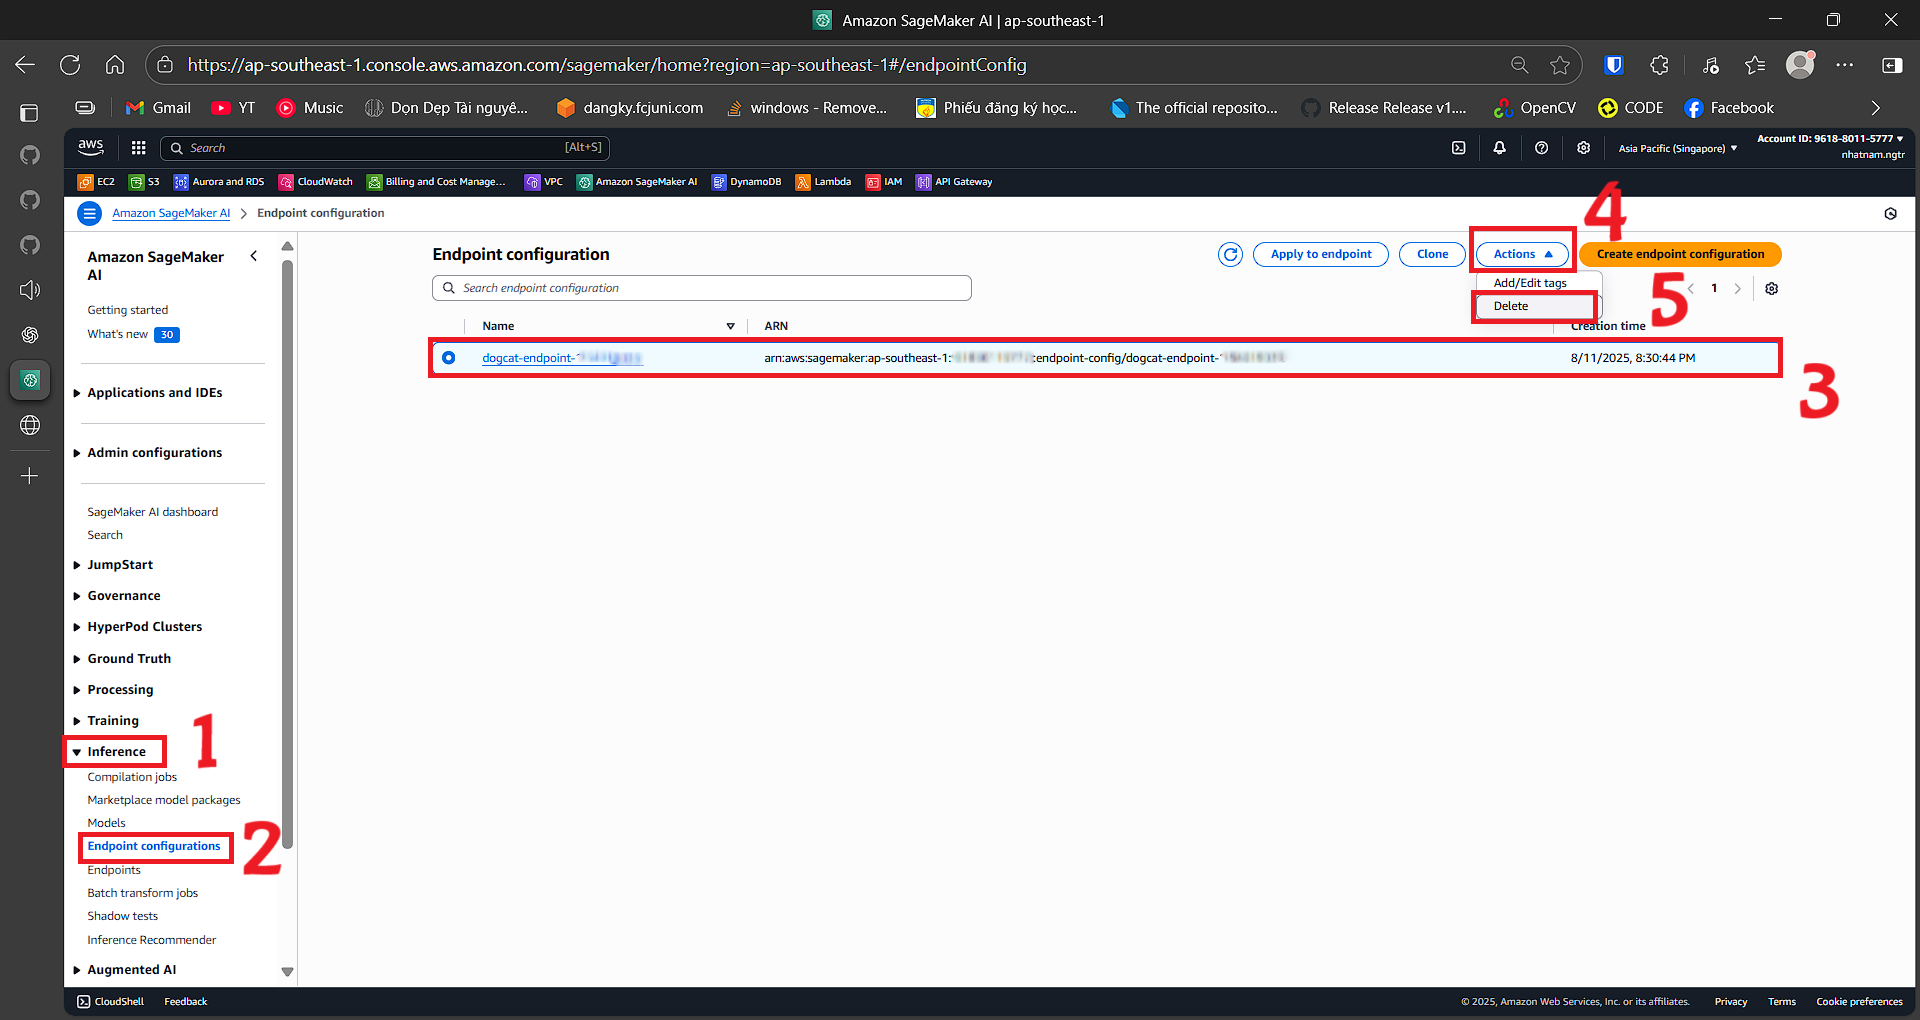 Amazon SageMaker AI | ap-southeast-1
https://ap-southeast-1.console.aws.amazon.com/sagemaker/home?region=ap-southeast-1#/endpointConfig
Gmail
YT
Music
Dọn Dẹp Tài nguyê...
dangky.fcjuni.com
windows - Remove...
Phiếu đăng ký học...
The official reposito...
Release Release v1....
OpenCV
CODE
Facebook
aws
Search
[Alt+S]
Asia Pacific (Singapore)
Account ID: 9618-8011-5777
nhatnam.ngtr
EC2
S3
Aurora and RDS
CloudWatch
Billing and Cost Manage...
VPC
Amazon SageMaker AI
DynamoDB
Lambda
IAM
API Gateway
Amazon SageMaker AI
Endpoint configuration
Amazon SageMaker
AI
Getting started
What's new 30
Applications and IDEs
Admin configurations
SageMaker AI dashboard
Search
JumpStart
Governance
HyperPod Clusters
Ground Truth
Processing
Training
Inference
1
Compilation jobs
Marketplace model packages
Models
Endpoint configurations
2
Endpoints
Batch transform jobs
Shadow tests
Inference Recommender
Augmented AI
Endpoint configuration
Apply to endpoint
Clone
Actions
4
Create endpoint configuration
Search endpoint configuration
Add/Edit tags
Delete
5
1
Name
ARN
Creation time
dogcat-endpoint-
arn:aws:sagemaker:ap-southeast-1:
:endpoint-config/dogcat-endpoint-
8/11/2025, 8:30:44 PM
3
CloudShell
Feedback
© 2025, Amazon Web Services, Inc. or its affiliates.
Privacy
Terms
Cookie preferences